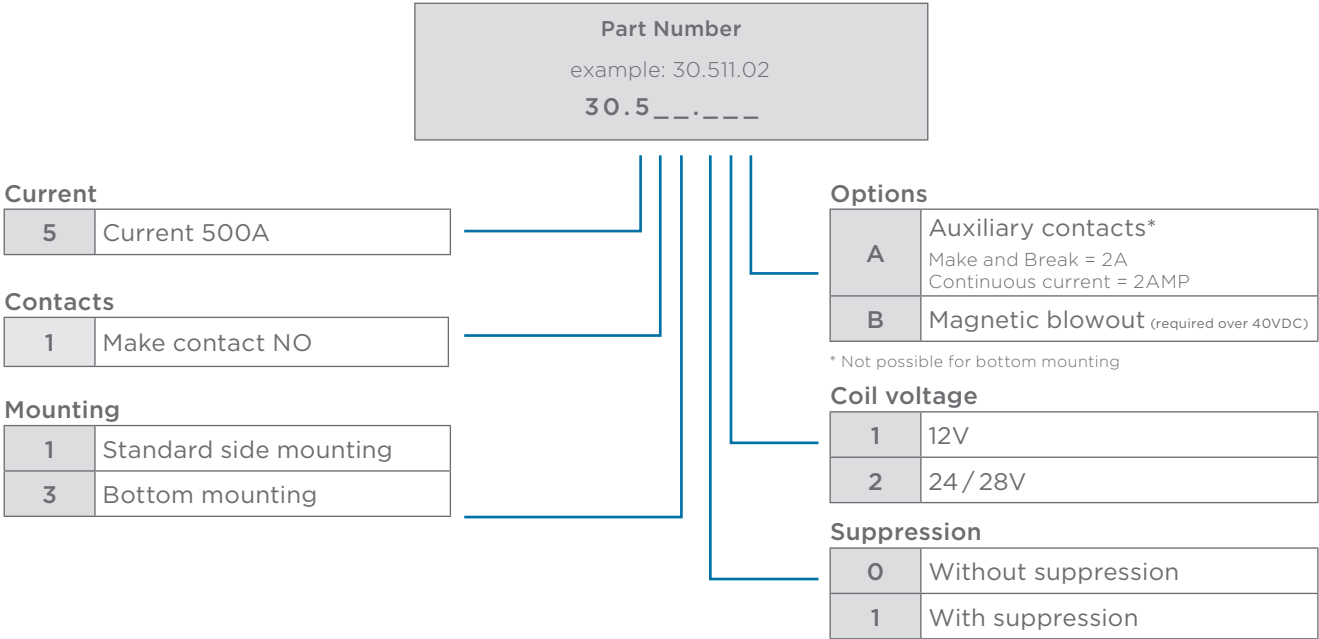 Part Number
example: 30.511.02
30.5__.___
Current
5 Current 500A
Contacts
1 Make contact NO
Mounting
1 Standard side mounting
3 Bottom mounting
Options
A Auxiliary contacts*
Make and Break = 2A
Continuous current = 2AMP
B Magnetic blowout (required over 40VDC)
* Not possible for bottom mounting
Coil voltage
1 12V
2 24 / 28V
Suppression
0 Without suppression
1 With suppression